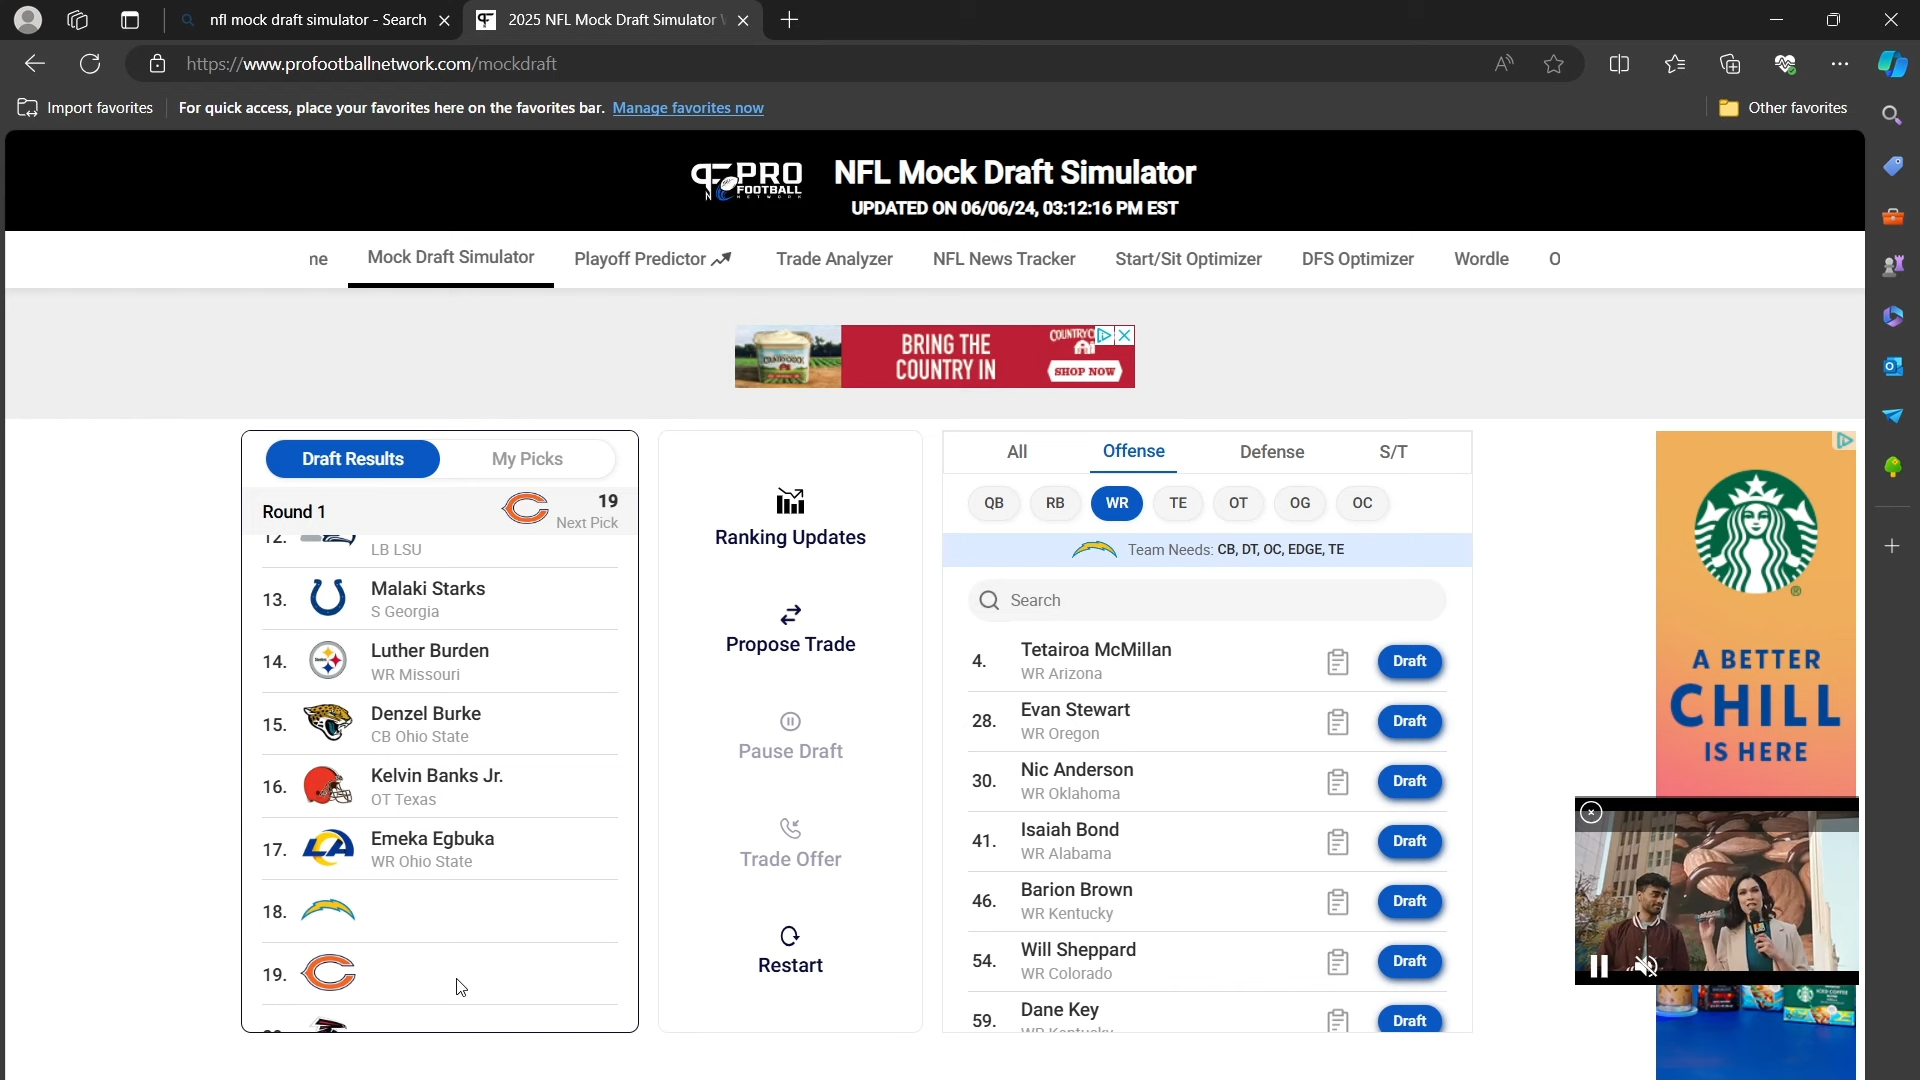 nfl mock draft simulator - Search
2025 NFL Mock Draft Simulator
https://www.profootballnetwork.com/mockdraft
Import favorites
For quick access, place your favorites here on the favorites bar. Manage favorites now
Other favorites
PRO
FOOTBALL
NETWORK
NFL Mock Draft Simulator
UPDATED ON 06/06/24, 03:12:16 PM EST
ne
Mock Draft Simulator
Playoff Predictor
Trade Analyzer
NFL News Tracker
Start/Sit Optimizer
DFS Optimizer
Wordle
O
BRING THE
COUNTRY IN
SHOP NOW
Draft Results
My Picks
Round 1
19
Next Pick
12.
LB LSU
13.
Malaki Starks
S Georgia
14.
Luther Burden
WR Missouri
15.
Denzel Burke
CB Ohio State
16.
Kelvin Banks Jr.
OT Texas
17.
Emeka Egbuka
WR Ohio State
18.
19.
Ranking Updates
Propose Trade
Pause Draft
Trade Offer
Restart
All
Offense
Defense
S/T
QB
RB
WR
TE
OT
OG
OC
Team Needs: CB, DT, OC, EDGE, TE
Search
4.
Tetairoa McMillan
WR Arizona
Draft
28.
Evan Stewart
WR Oregon
Draft
30.
Nic Anderson
WR Oklahoma
Draft
41.
Isaiah Bond
WR Alabama
Draft
46.
Barion Brown
WR Kentucky
Draft
54.
Will Sheppard
WR Colorado
Draft
59.
Dane Key
WR Kentucky
Draft
A BETTER
CHILL
IS HERE